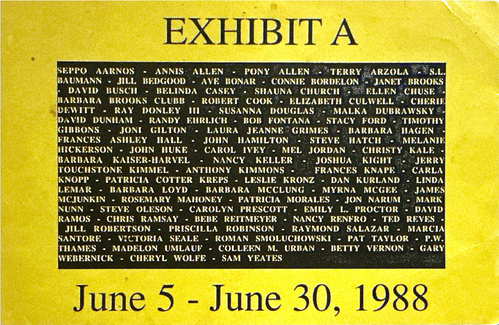 EXHIBIT A
SEPPO AARNOS - ANNIS ALLEN - PONY ALLEN - TERRY ARZOLA - S.L.
BAUMANN - JILL BEDGOOD - AVE BONAR - CONNIE BORDELON - JANET BROOKS
- DAVID BUSCH - BELINDA CASEY - SHAUNA CHURCH - ELLEN CHUSE -
BARBARA BROOKS CLUBB - ROBERT COOK - ELIZABETH CULWELL - CHERIE
DEWITT - RAY DONLEY III - SUSANNA DOUGLAS - MALKA DUBRAWSKY -
DAVID DUNHAM - RANDY EHRLICH - BOB FONTANA - STACY FORD - TIMOTHY
GIBBONS - JONI GILTON - LAURA JEANNE GRIMES - BARBARA HAGEN -
FRANCES ASHLEY HALL - JOHN HAMILTON - STEVE HATCH - MELANIE
HICKERSON - JOHN HUKE - CAROL IVEY - MEL JORDAN - CHRISTY KALE -
BARBARA KAISER-HARVEL - NANCY KELLER - JOSHUA KIGHT - JERRY
TOUCHSTONE KIMMEL - ANTHONY KIMMONS - FRANCES KNAPE - CARLA
KNOPP - PATRICIA COTTER KREPS - LESLIE KRONZ - DAN KURLAND - LINDA
LEMAR - BARBARA LOYD - BARBARA MCCLUNG - MYRNA MCGEE - JAMES
MCJUNKIN - ROSEMARY MAHONEY - PATRICIA MORALES - JON NARUM - MARK
NUNN - STEVE OLESON - CAROLYN PRESCOTT - EMILY L. PROCTOR - DAVID
RAMOS - CHRIS RAMSAY - BEBE REITMEYER - NANCY RENFRO - TED REYES -
JILL ROBERTSON - PRISCILLA ROBINSON - RAYMOND SALAZAR - MARCIA
SANTORE - VICTORIA SEALE - ROMAN SMOLUCHOWSKI - PAT TAYLOR - P.W.
THAMES - MADELON UMLAUF - COLLEEN M. URBAN - BETTY VERNON - GARY
WEBERNICK - CHERYL WOLFE - SAM YEATES
June 5 - June 30, 1988